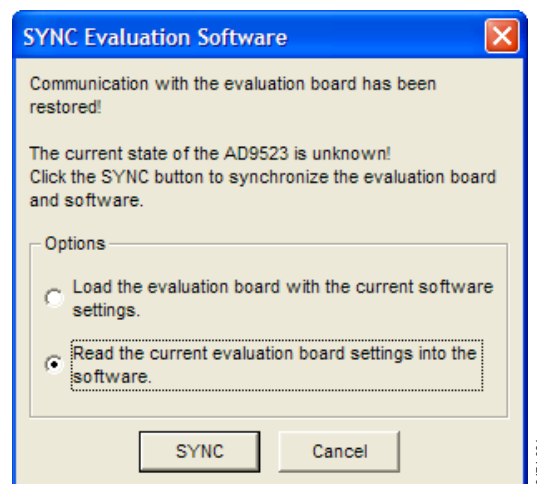 SYNC Evaluation Software
Communication with the evaluation board has been
restored!
The current state of the AD9523 is unknown!
Click the SYNC button to synchronize the evaluation board
and software.
Options
Load the evaluation board with the current software
settings.
Read the current evaluation board settings into the
software.
SYNC
Cancel